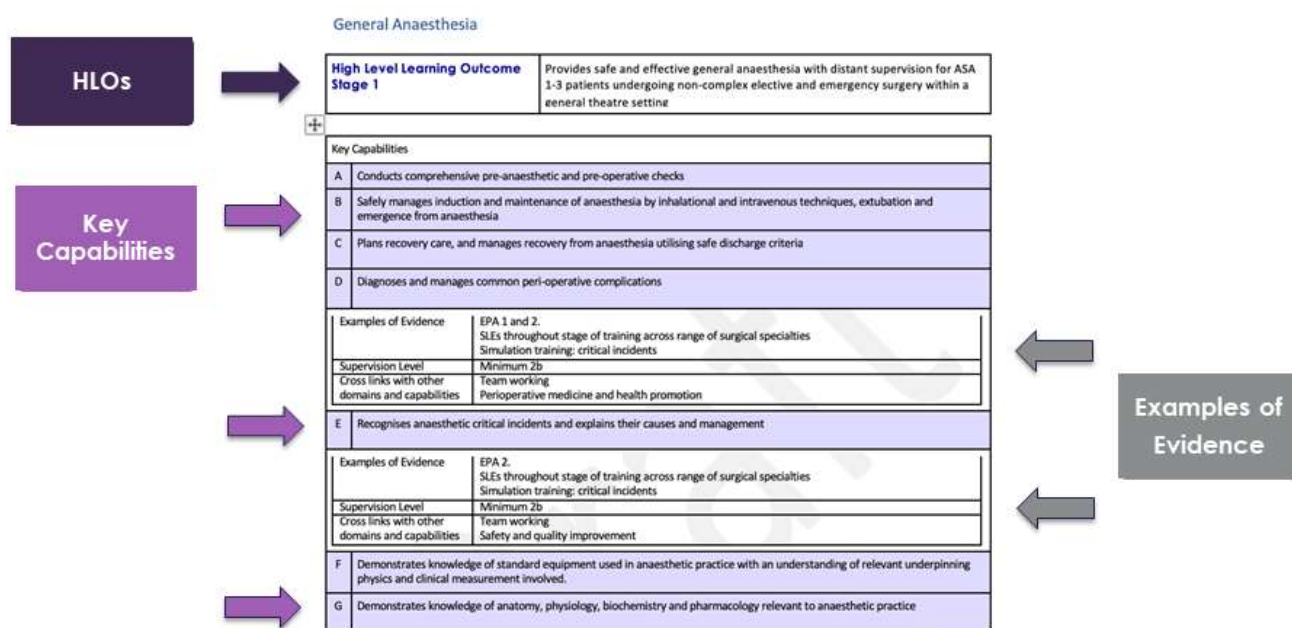 General Anaesthesia
HLOs
High Level Learning Outcome
Stage 1
Provides safe and effective general anaesthesia with distant supervision for ASA
1-3 patients undergoing non-complex elective and emergency surgery within a
general theatre setting
Key
Capabilities
Key Capabilities
A Conducts comprehensive pre-anaesthetic and pre-operative checks
B Safely manages induction and maintenance of anaesthesia by inhalational and intravenous techniques, extubation and
emergence from anaesthesia
C Plans recovery care, and manages recovery from anaesthesia utilising safe discharge criteria
D Diagnoses and manages common peri-operative complications
Examples of Evidence
EPA 1 and 2.
SLEs throughout stage of training across range of surgical specialties
Simulation training: critical incidents
Supervision Level
Minimum 2b
Cross links with other
domains and capabilities
Team working
Perioperative medicine and health promotion
Examples of
Evidence
E Recognises anaesthetic critical incidents and explains their causes and management
Examples of Evidence
EPA 2.
SLEs throughout stage of training across range of surgical specialties
Simulation training: critical incidents
Supervision Level
Minimum 2b
Cross links with other
domains and capabilities
Team working
Safety and quality improvement
F Demonstrates knowledge of standard equipment used in anaesthetic practice with an understanding of relevant underpinning
physics and clinical measurement involved.
G Demonstrates knowledge of anatomy, physiology, biochemistry and pharmacology relevant to anaesthetic practice